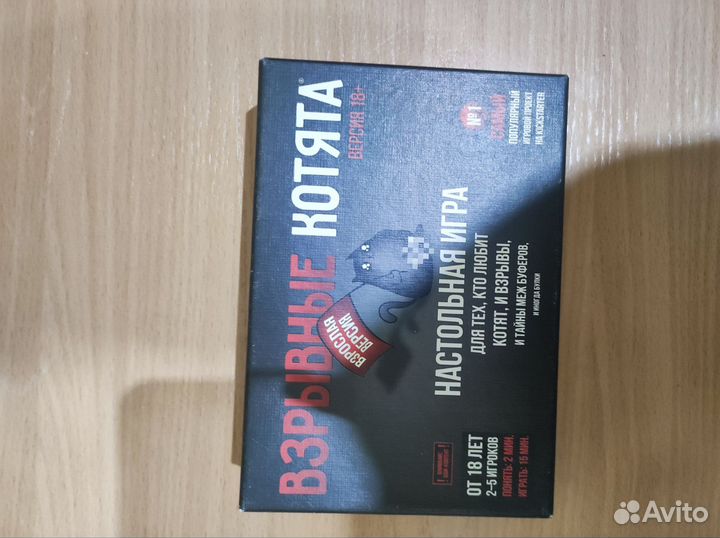 ВЗРЫВНЫЕ КОТЯТА®
ВЕРСИЯ 18+
№1
САМЫЙ
ПОПУЛЯРНЫЙ
ИГРОВОЙ ПРОЕКТ
НА KICKSTARTER
ВЗРОСЛАЯ
ВЕРСИЯ
НАСТОЛЬНАЯ ИГРА
ДЛЯ ТЕХ, КТО ЛЮБИТ
КОТЯТ, И ВЗРЫВЫ,
И ТАЙНЫ МЕЖ БУФЕРОВ,
И ИНОГДА БУЛКИ
ОТ 18 ЛЕТ
2–5 ИГРОКОВ
ПОНЯТЬ: 2 МИН.
ИГРАТЬ: 15 МИН.
Avito